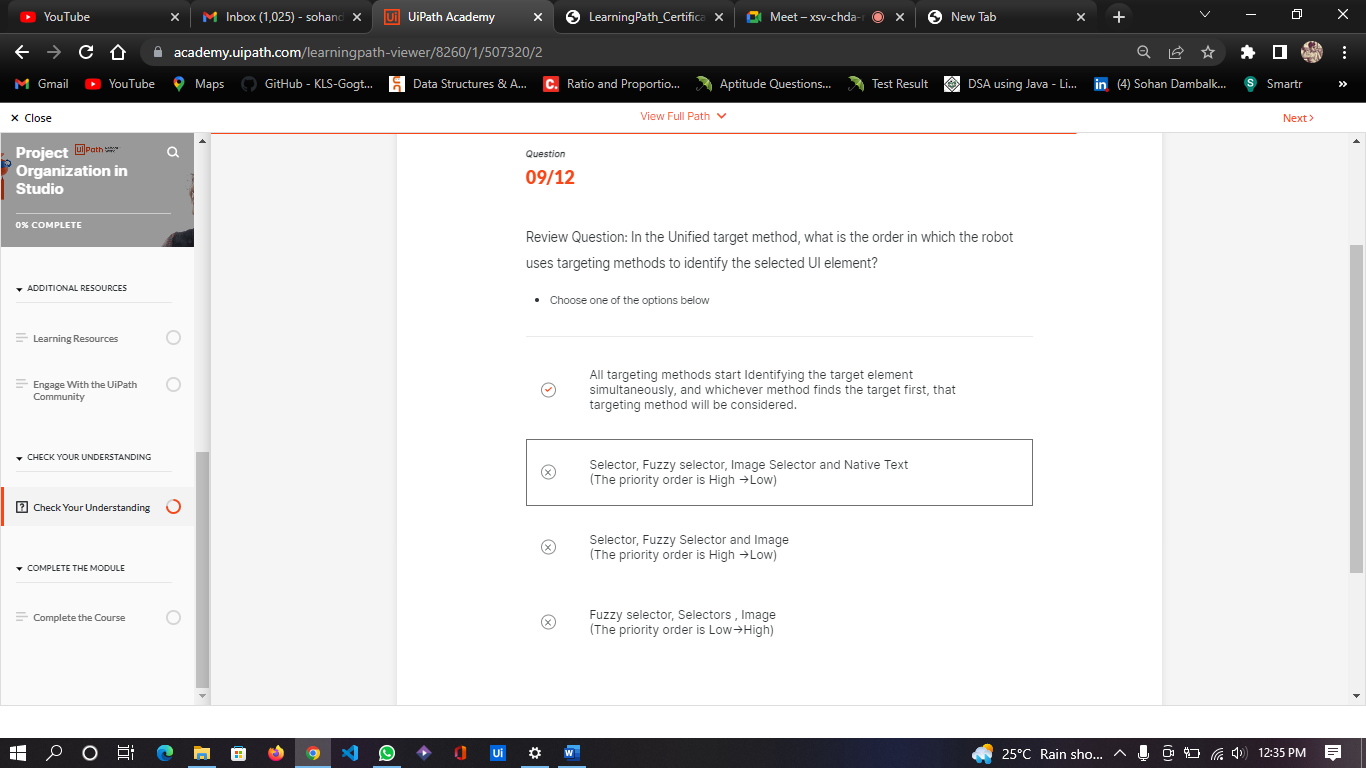 YouTube
Inbox (1,025) - sohand
UiPath Academy
LearningPath_Certifica
Meet – xsv-chda-r
New Tab
academy.uipath.com/learningpath-viewer/8260/1/507320/2
Gmail
YouTube
Maps
GitHub - KLS-Gogt...
Data Structures & A...
Ratio and Proportio...
Aptitude Questions...
Test Result
DSA using Java - Li...
(4) Sohan Dambalk...
Smartr
»
× Close
View Full Path
Next >
Project
Organization in
Studio
0% COMPLETE
ADDITIONAL RESOURCES
Learning Resources
Engage With the UiPath
Community
CHECK YOUR UNDERSTANDING
Check Your Understanding
COMPLETE THE MODULE
Complete the Course
Question
09/12
Review Question: In the Unified target method, what is the order in which the robot
uses targeting methods to identify the selected UI element?
• Choose one of the options below
All targeting methods start Identifying the target element
simultaneously, and whichever method finds the target first, that
targeting method will be considered.
Selector, Fuzzy selector, Image Selector and Native Text
(The priority order is High →Low)
Selector, Fuzzy Selector and Image
(The priority order is High →Low)
Fuzzy selector, Selectors , Image
(The priority order is Low→High)
25°C Rain sho...
12:35 PM